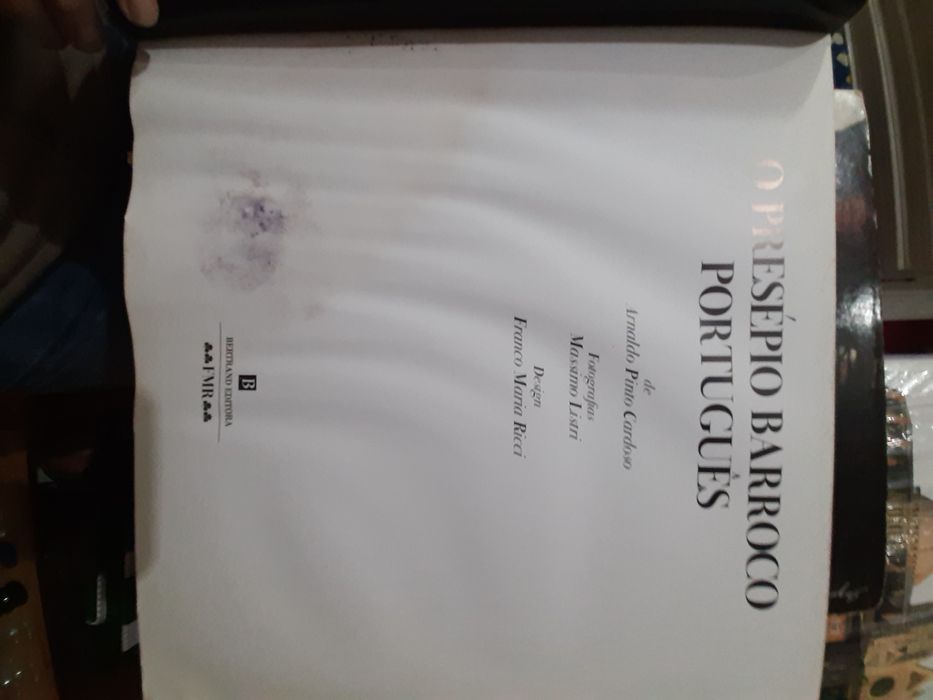 O PRESÉPIO BARROCO
PORTUGUÊS
de
Arnaldo Pinto Cardoso
Fotografias
Massimo Listri
Design
Franco Maria Ricci
B
BERTRAND EDITORA
FMR